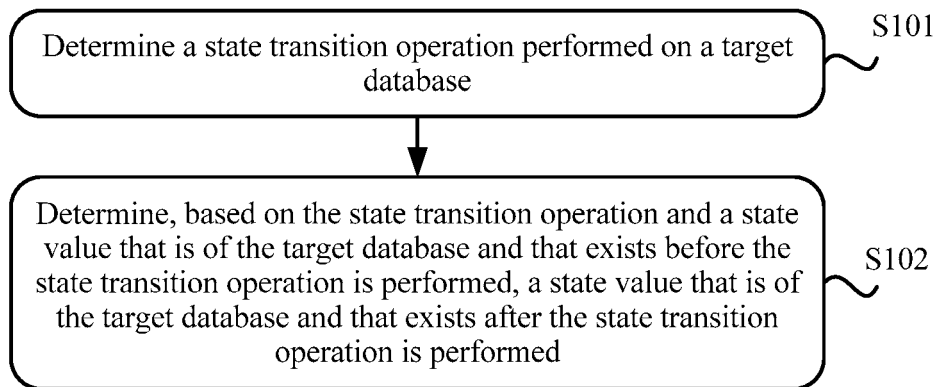 Determine a state transition operation performed on a target
database
S101
Determine, based on the state transition operation and a state
value that is of the target database and that exists before the
state transition operation is performed, a state value that is of
the target database and that exists after the state transition
operation is performed
S102